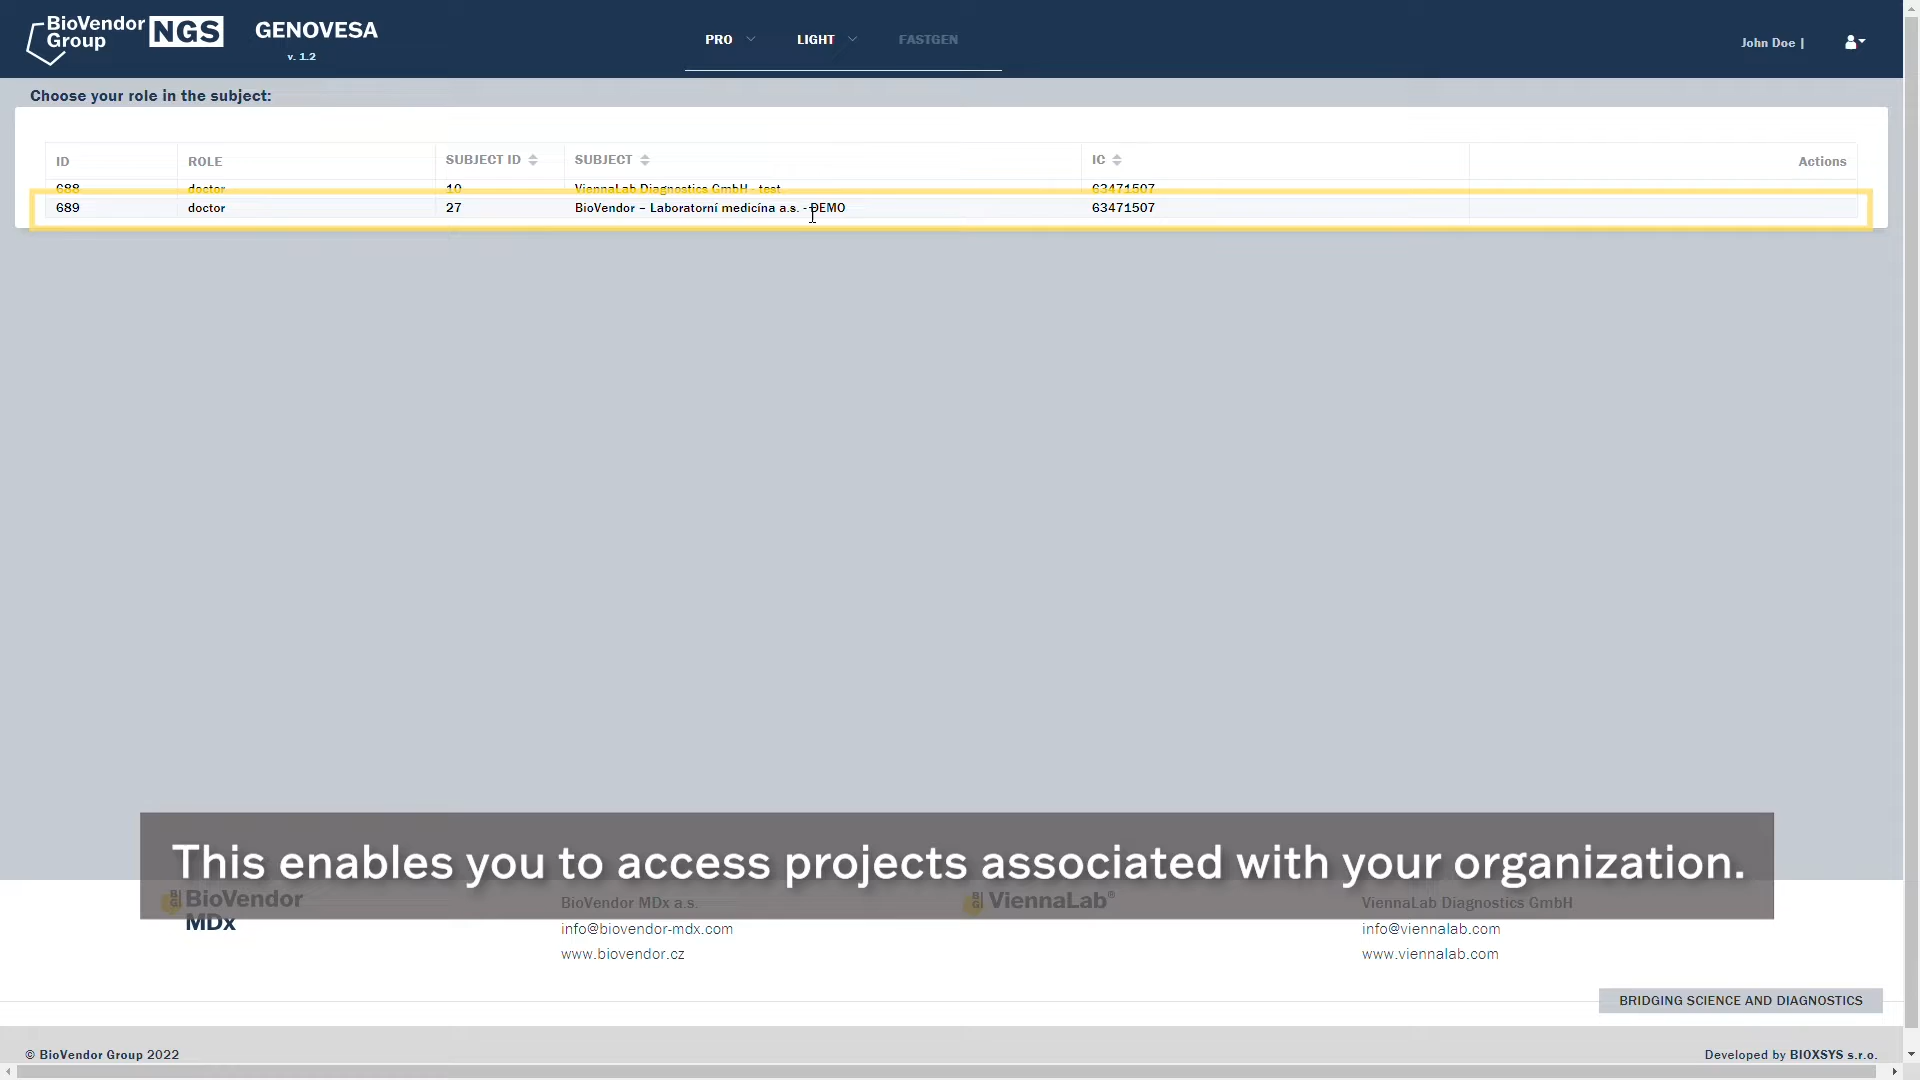 BioVendor Group NGS
GENOVESA
v. 1.2
PRO
LIGHT
FASTGEN
John Doe |
Choose your role in the subject:
ID ROLE SUBJECT ID SUBJECT IC Actions
688 doctor 10 ViennaLab Diagnostics GmbH - test 63471507
689 doctor 27 BioVendor – Laboratorní medicína a.s. - DEMO 63471507
This enables you to access projects associated with your organization.
BioVendor
MDx
BioVendor MDx a.s.
info@biovendor-mdx.com
www.biovendor.cz
ViennaLab®
ViennaLab Diagnostics GmbH
info@viennalab.com
www.viennalab.com
BRIDGING SCIENCE AND DIAGNOSTICS
© BioVendor Group 2022
Developed by BIOXSYS s.r.o.